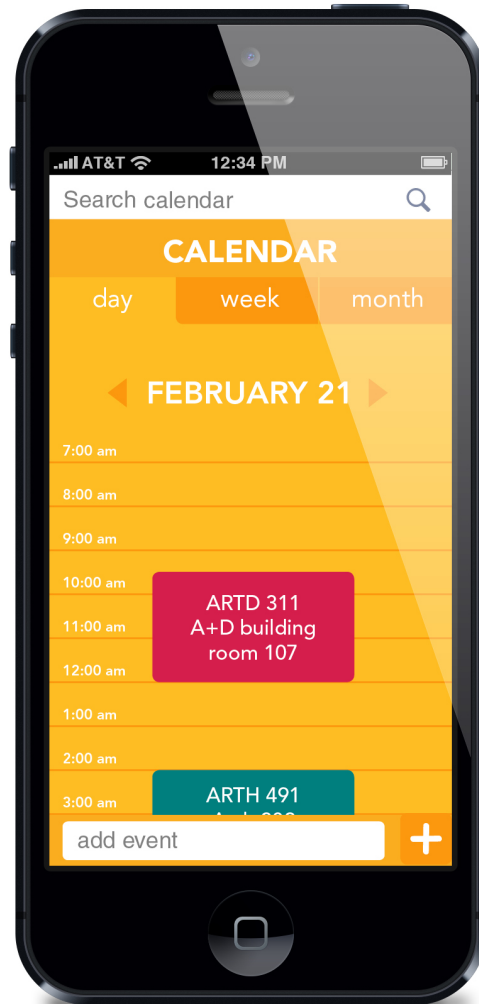 AT&T 12:34 PM
Search calendar
CALENDAR
day week month
FEBRUARY 21
7:00 am
8:00 am
9:00 am
10:00 am
ARTD 311
11:00 am
A+D building
room 107
12:00 am
1:00 am
2:00 am
ARTH 491
3:00 am
add event